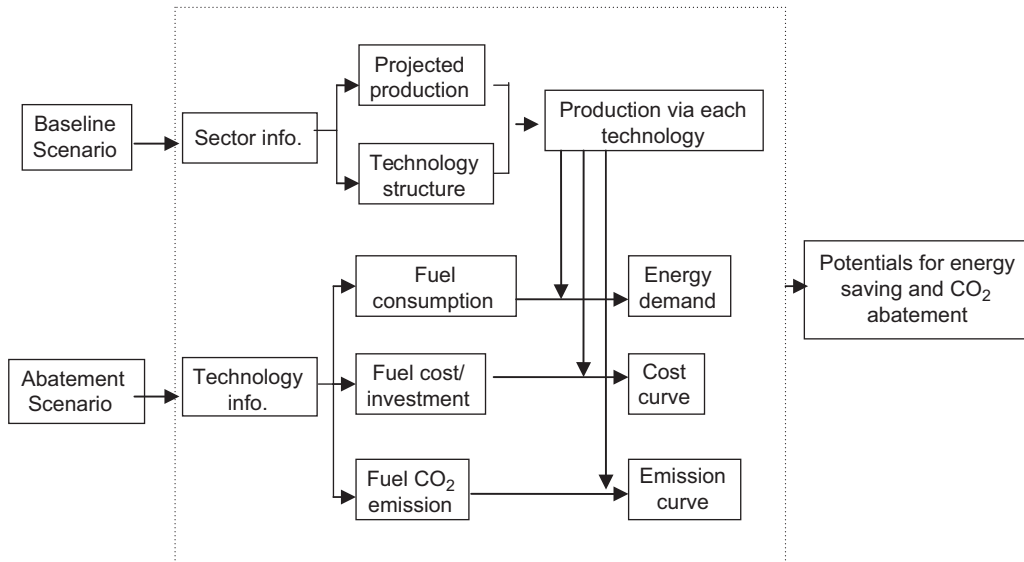 Baseline
Scenario
Sector info.
Projected
production
Technology
structure
Production via each
technology
Fuel
consumption
Energy
demand
Potentials for energy
saving and CO₂
abatement
Abatement
Scenario
Technology
info.
Fuel cost/
investment
Cost
curve
Fuel CO₂
emission
Emission
curve